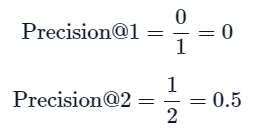 Precision@1 = 0/1 = 0
Precision@2 = 1/2 = 0.5